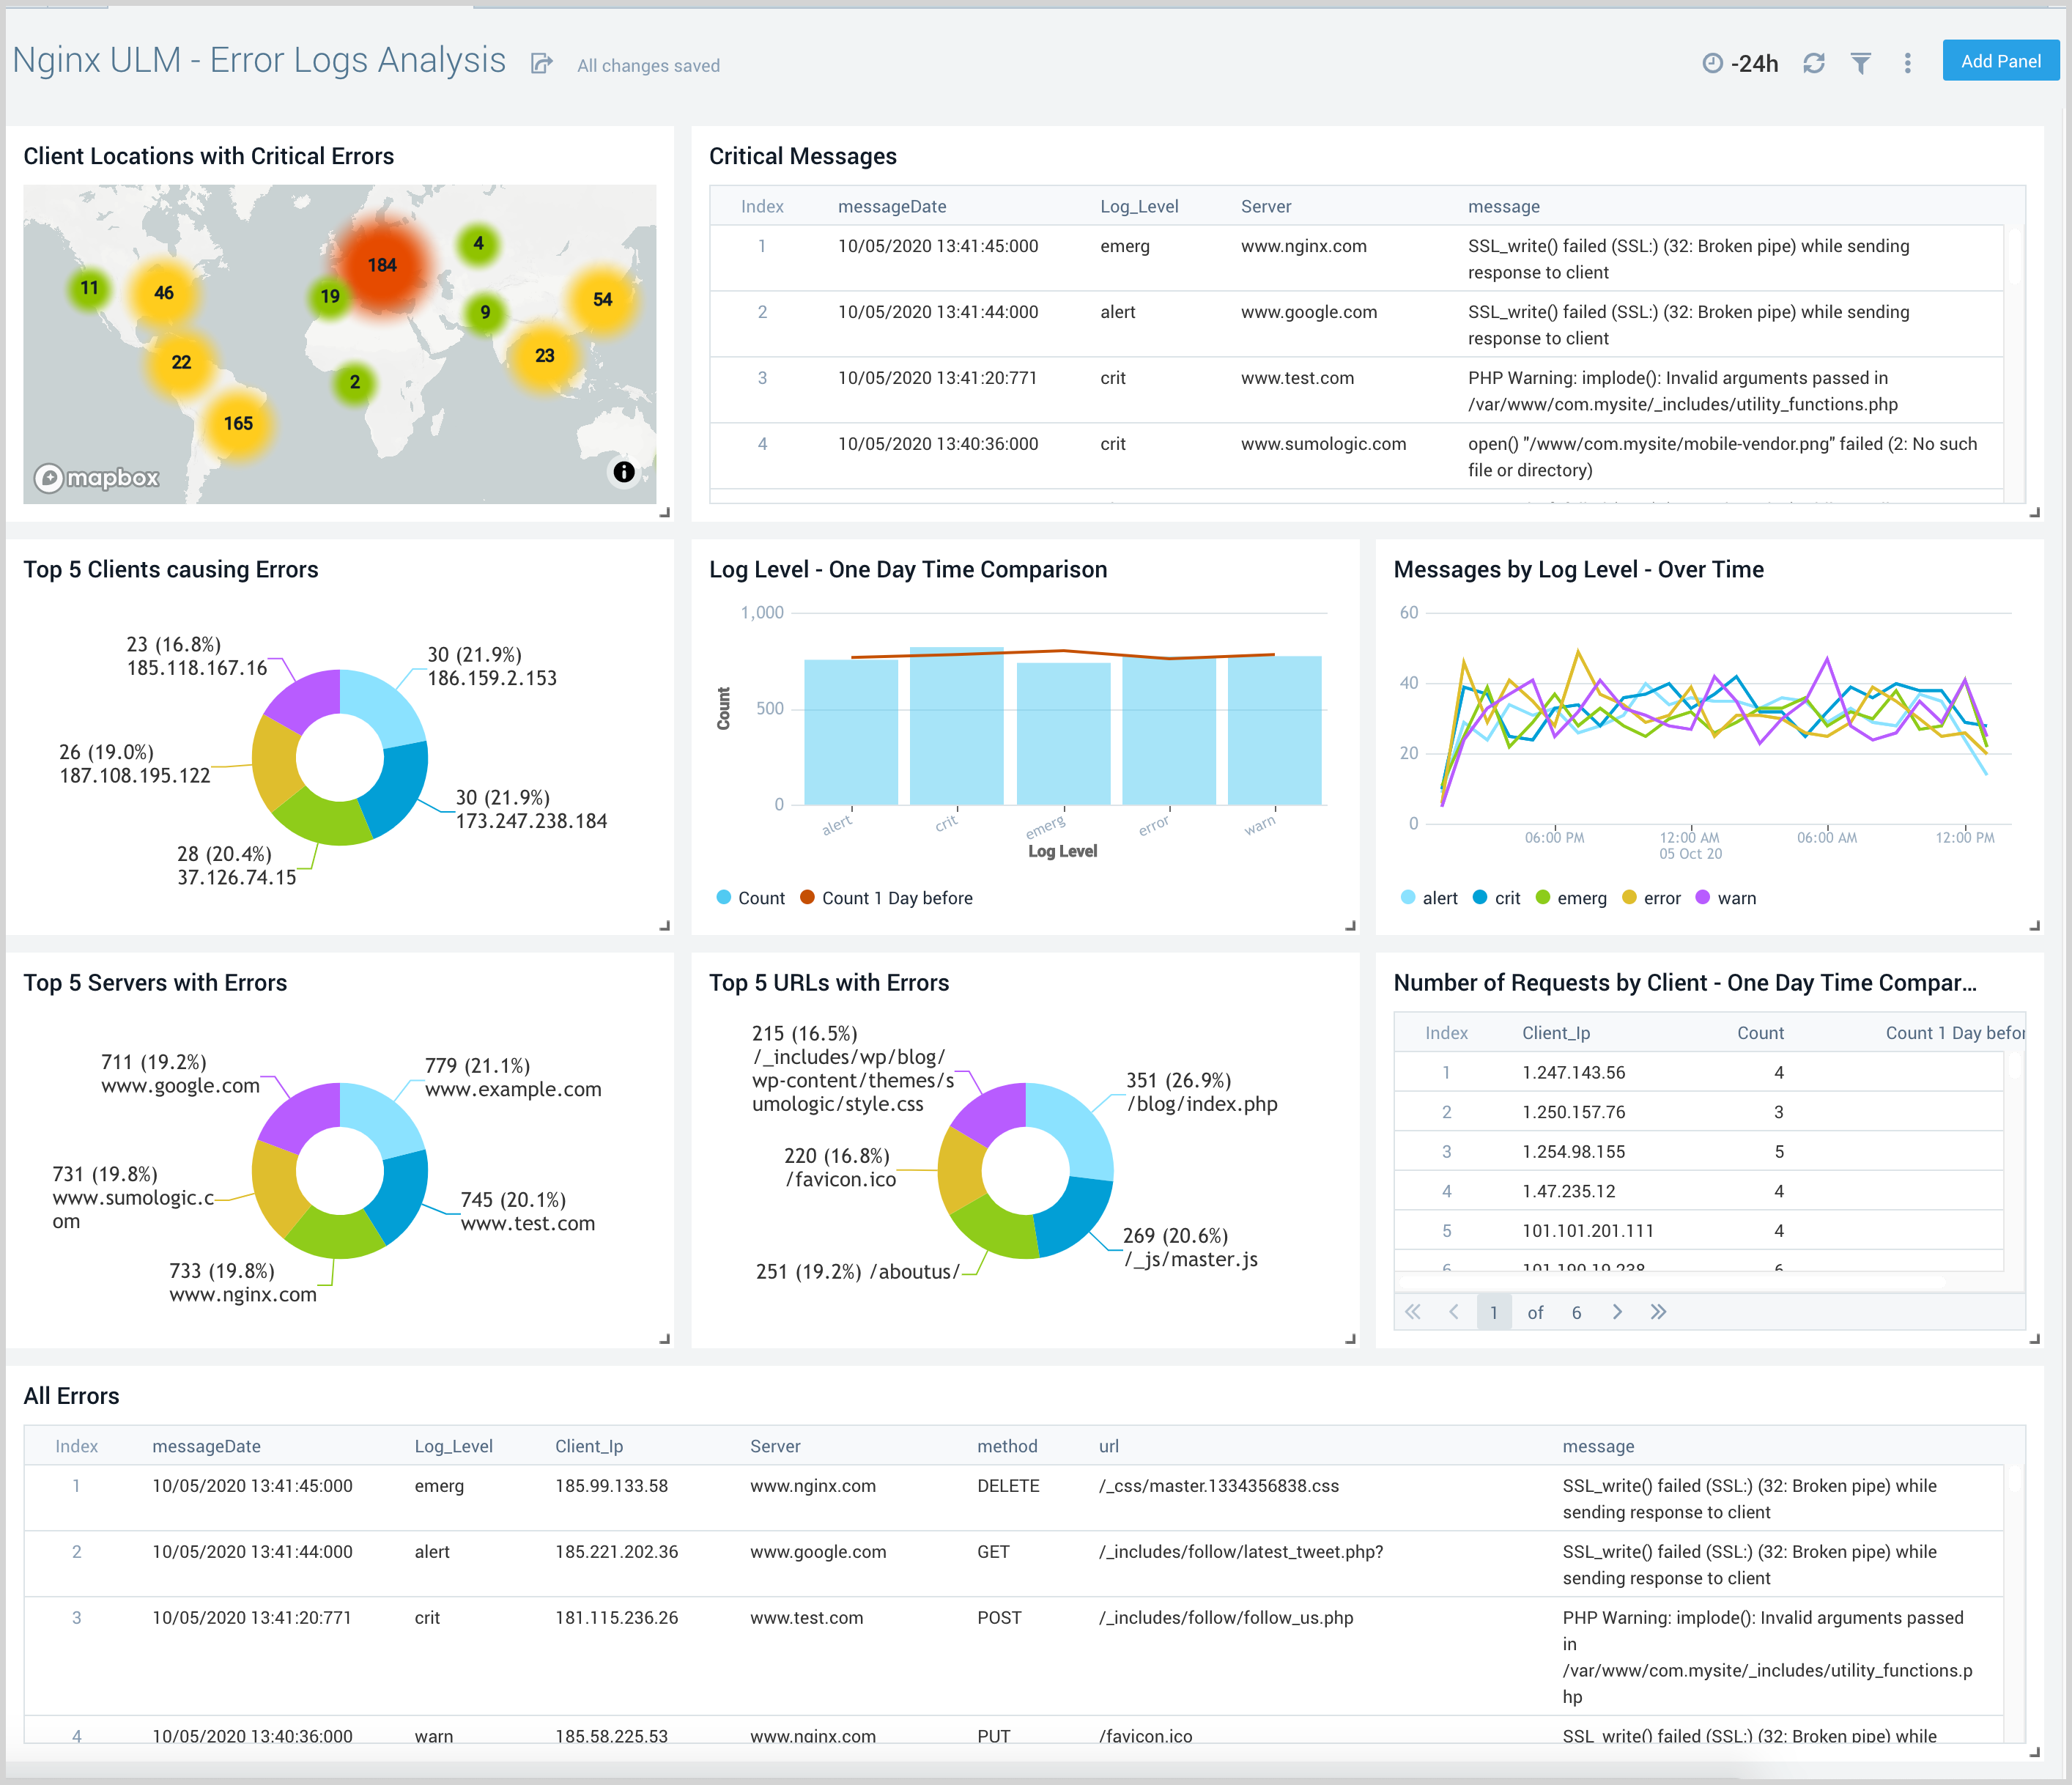 Nginx ULM - Error Logs Analysis
All changes saved
-24h
Add Panel
Client Locations with Critical Errors
4
184
11
46
19
54
9
22
23
2
165
mapbox
Critical Messages
Index messageDate Log_Level Server message
1 10/05/2020 13:41:45:000 emerg www.nginx.com SSL_write() failed (SSL:) (32: Broken pipe) while sending
response to client
2 10/05/2020 13:41:44:000 alert www.google.com SSL_write() failed (SSL:) (32: Broken pipe) while sending
response to client
3 10/05/2020 13:41:20:771 crit www.test.com PHP Warning: implode(): Invalid arguments passed in
/var/www/com.mysite/_includes/utility_functions.php
4 10/05/2020 13:40:36:000 crit www.sumologic.com open() "/www/com.mysite/mobile-vendor.png" failed (2: No such
file or directory)
Top 5 Clients causing Errors
23 (16.8%)
185.118.167.16
30 (21.9%)
186.159.2.153
26 (19.0%)
187.108.195.122
30 (21.9%)
173.247.238.184
28 (20.4%)
37.126.74.15
Log Level - One Day Time Comparison
1,000
500
0
Count
alert crit emerg error warn
Log Level
Count Count 1 Day before
Messages by Log Level - Over Time
60
40
20
0
06:00 PM 12:00 AM 06:00 AM 12:00 PM
05 Oct 20
alert crit emerg error warn
Top 5 Servers with Errors
711 (19.2%)
www.google.com
779 (21.1%)
www.example.com
731 (19.8%)
www.sumologic.c
om
745 (20.1%)
www.test.com
733 (19.8%)
www.nginx.com
Top 5 URLs with Errors
215 (16.5%)
/_includes/wp/blog/
wp-content/themes/s
umologic/style.css
351 (26.9%)
/blog/index.php
220 (16.8%)
/favicon.ico
269 (20.6%)
/_js/master.js
251 (19.2%) /aboutus/
Number of Requests by Client - One Day Time Compar...
Index Client_Ip Count Count 1 Day befor
1 1.247.143.56 4
2 1.250.157.76 3
3 1.254.98.155 5
4 1.47.235.12 4
5 101.101.201.111 4
6 101.190.19.238 6
1 of 6
All Errors
Index messageDate Log_Level Client_Ip Server method url message
1 10/05/2020 13:41:45:000 emerg 185.99.133.58 www.nginx.com DELETE /_css/master.1334356838.css SSL_write() failed (SSL:) (32: Broken pipe) while
sending response to client
2 10/05/2020 13:41:44:000 alert 185.221.202.36 www.google.com GET /_includes/follow/latest_tweet.php? SSL_write() failed (SSL:) (32: Broken pipe) while
sending response to client
3 10/05/2020 13:41:20:771 crit 181.115.236.26 www.test.com POST /_includes/follow/follow_us.php PHP Warning: implode(): Invalid arguments passed
in
/var/www/com.mysite/_includes/utility_functions.p
hp
4 10/05/2020 13:40:36:000 warn 185.58.225.53 www.nginx.com PUT /favicon.ico SSL_write() failed (SSL:) (32: Broken pipe) while